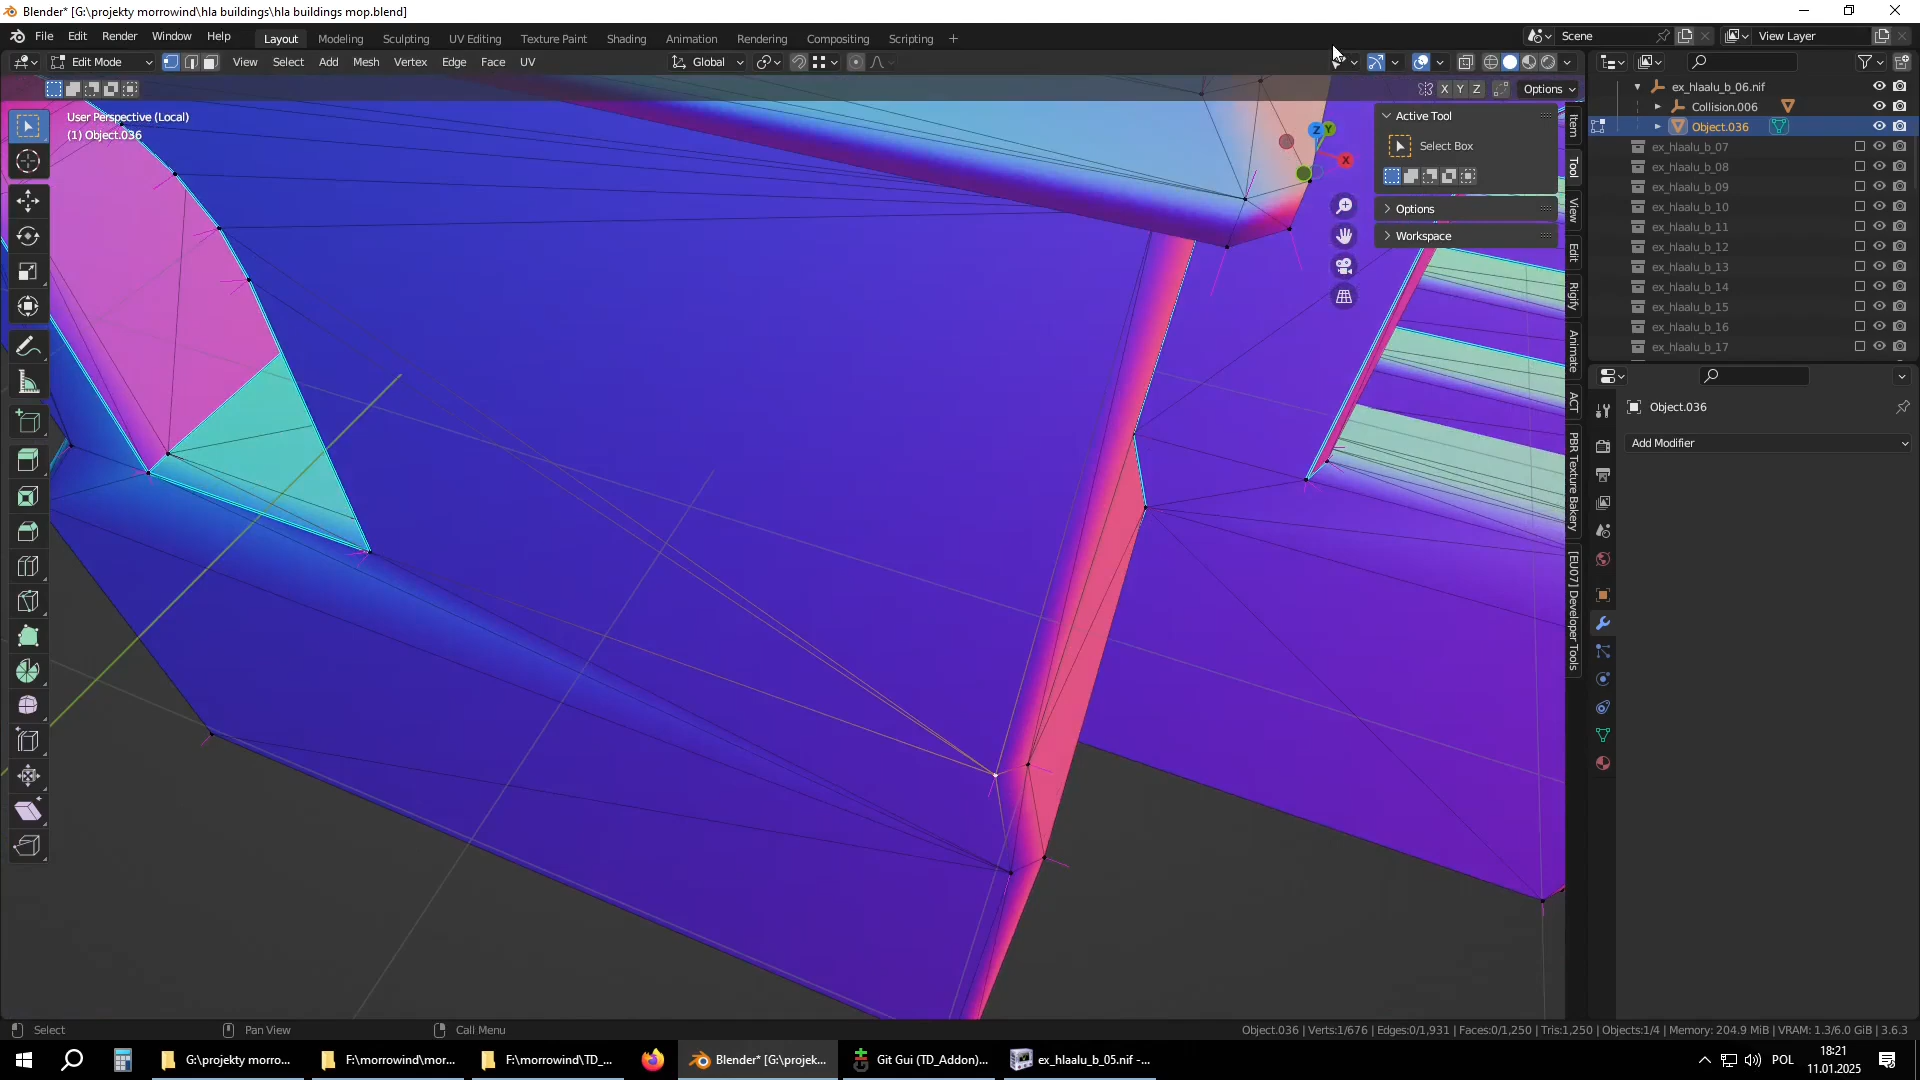 Blender* [G:\projekty morrowind\hla buildings\hla buildings mop.blend]
File Edit Render Window Help
Layout Modeling Sculpting UV Editing Texture Paint Shading Animation Rendering Compositing Scripting +
Scene
View Layer
Edit Mode
View Select Add Mesh Vertex Edge Face UV
Global
X Y Z Options
User Perspective (Local)
(1) Object.036
Z Y X
Active Tool
Select Box
Options
Workspace
Item
Tool
View
Edit
Rigify
Animate
ACT
PBR Texture Bakery
[EU07] Developer Tools
ex_hlaalu_b_06.nif
Collision.006
Object.036
ex_hlaalu_b_07
ex_hlaalu_b_08
ex_hlaalu_b_09
ex_hlaalu_b_10
ex_hlaalu_b_11
ex_hlaalu_b_12
ex_hlaalu_b_13
ex_hlaalu_b_14
ex_hlaalu_b_15
ex_hlaalu_b_16
ex_hlaalu_b_17
Object.036
Add Modifier
Select
Pan View
Call Menu
Object.036 | Verts:1/676 | Edges:0/1,931 | Faces:0/1,250 | Tris:1,250 | Objects:1/4 | Memory: 204.9 MiB | VRAM: 1.3/6.0 GiB | 3.6.3
G:\projekty morro...
F:\morrowind\mor...
F:\morrowind\TD_...
Blender* [G:\projek...
Git Gui (TD_Addon)...
ex_hlaalu_b_05.nif -...
POL
18:21
11.01.2025